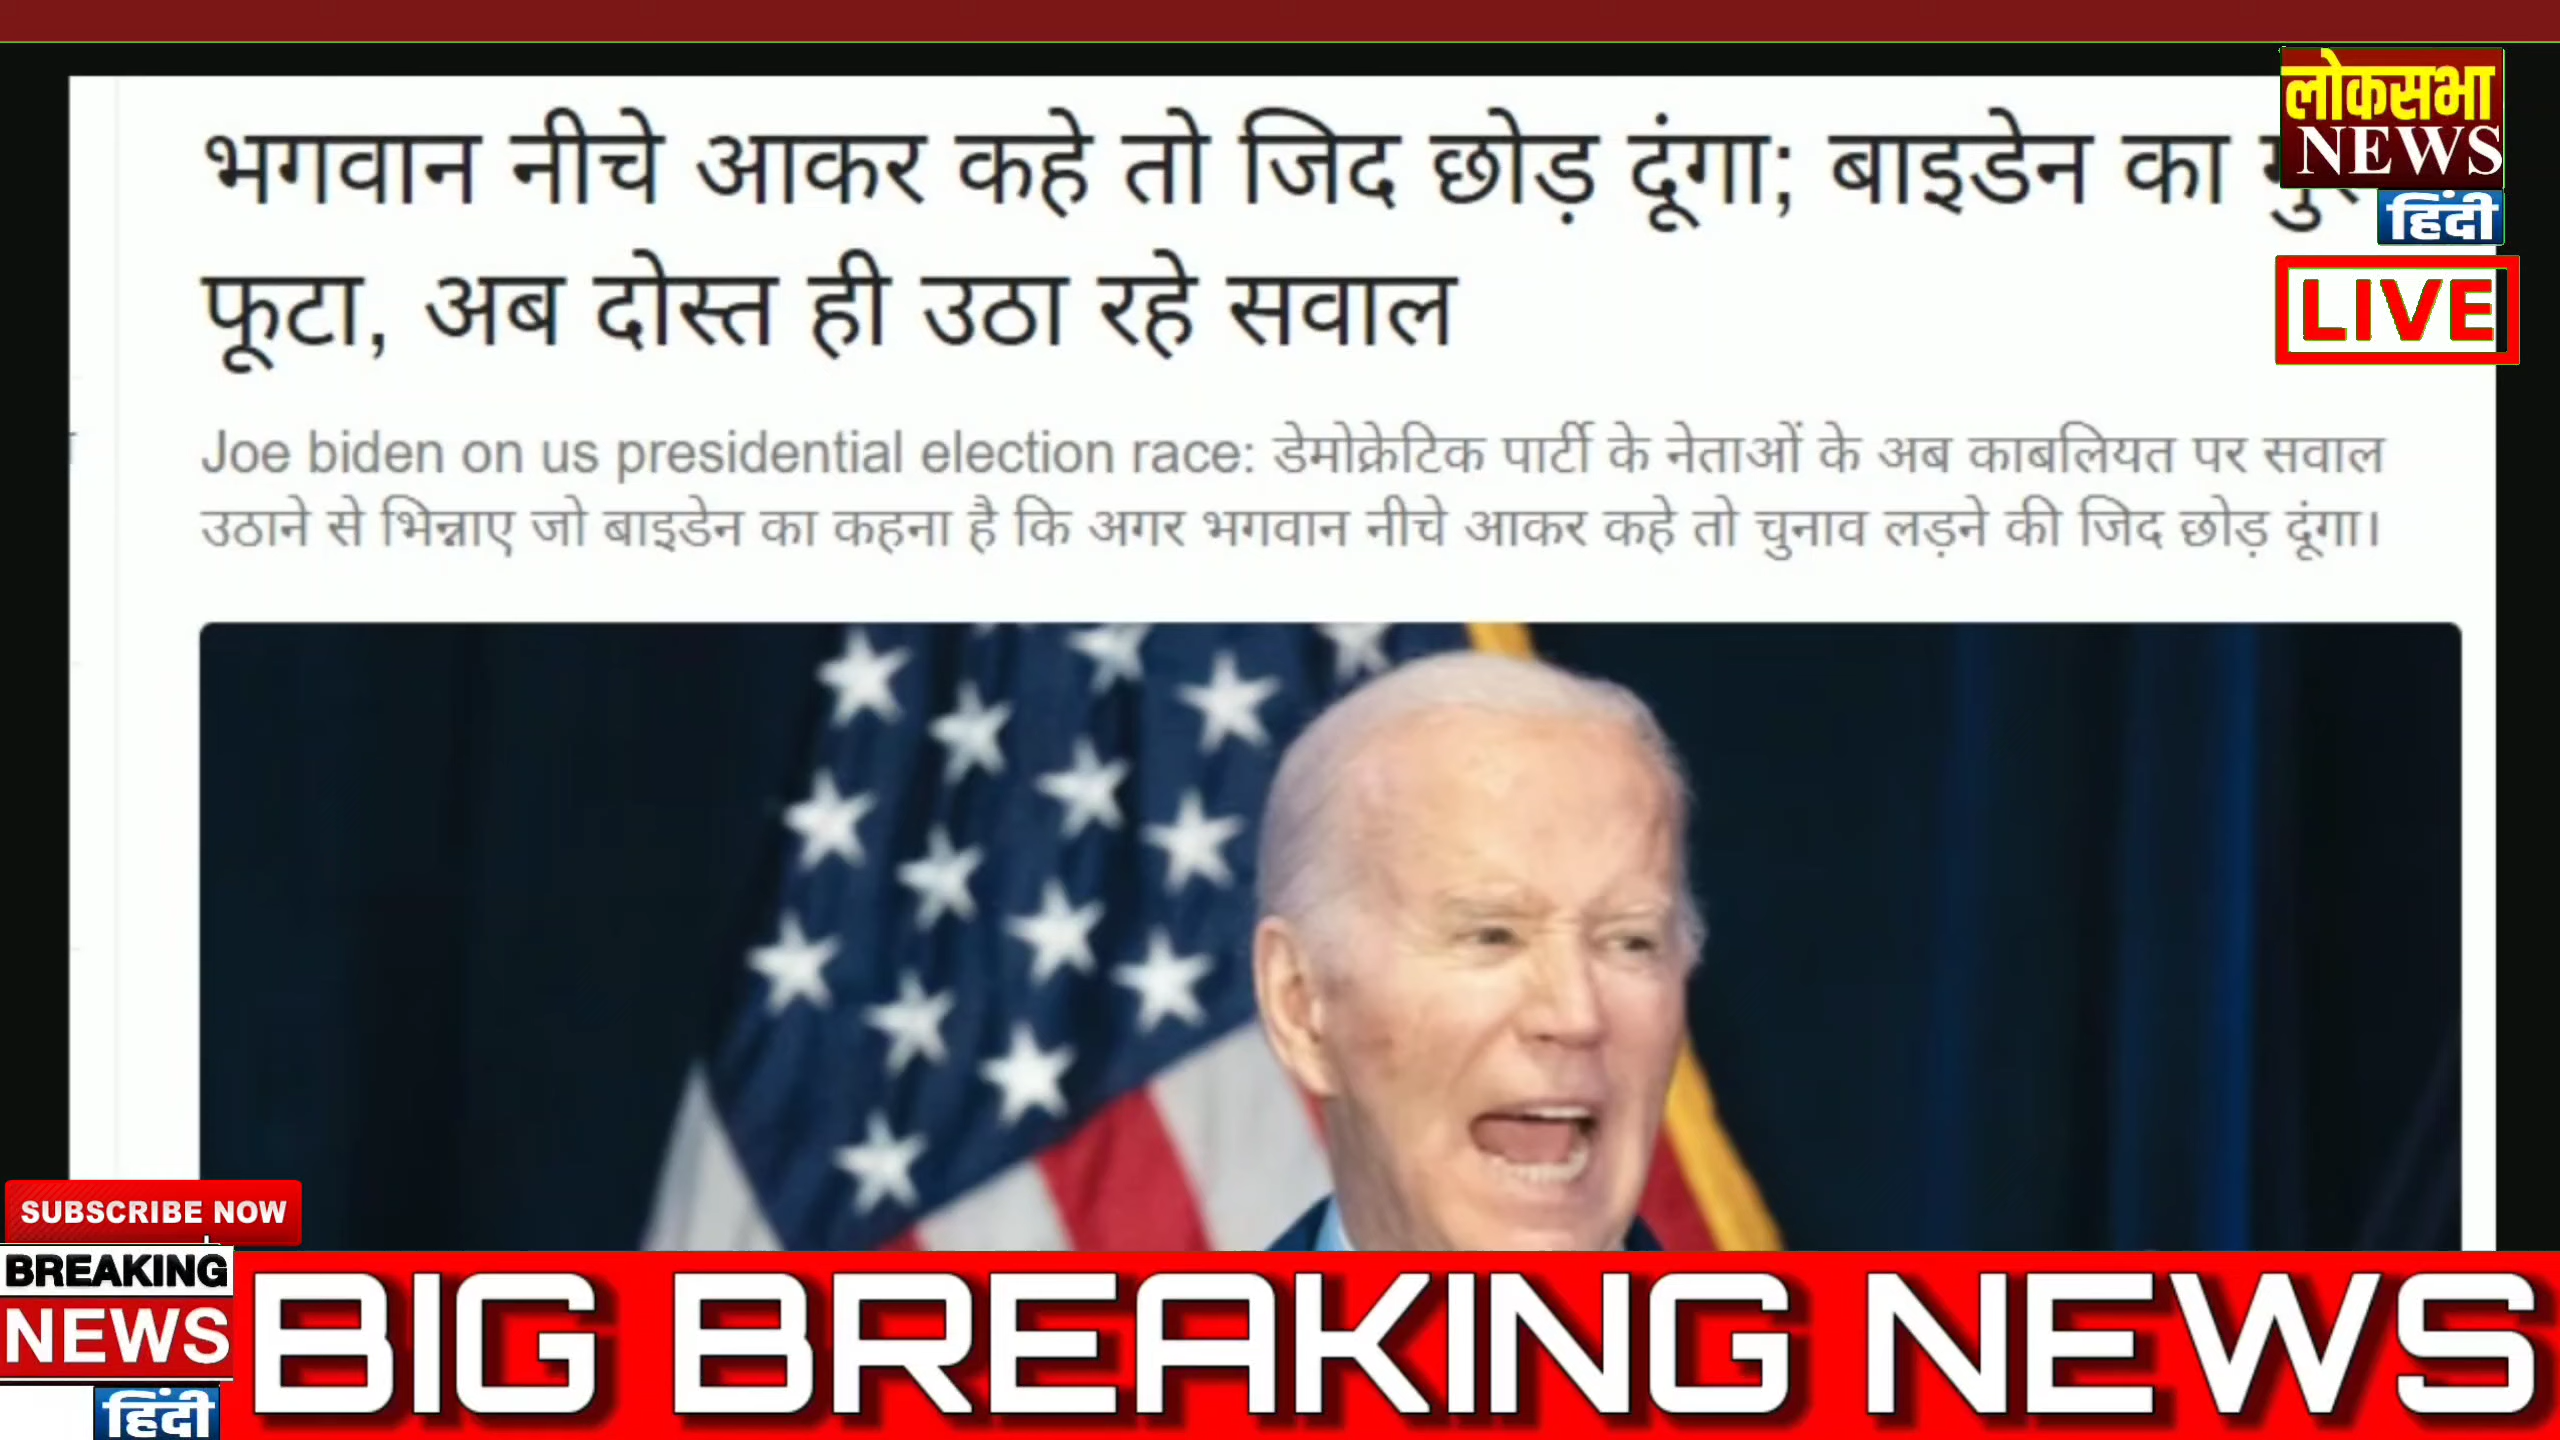 लोकसभा
NEWS
हिंदी
LIVE
भगवान नीचे आकर कहे तो जिद छोड़ दूंगा; बाइडेन का
फूटा, अब दोस्त ही उठा रहे सवाल
Joe biden on us presidential election race: डेमोक्रेटिक पार्टी के नेताओं के अब काबलियत पर सवाल
उठाने से भिन्नाए जो बाइडेन का कहना है कि अगर भगवान नीचे आकर कहे तो चुनाव लड़ने की जिद छोड़ दूंगा।
SUBSCRIBE NOW
BREAKING
NEWS
हिंदी
BIG BREAKING NEWS